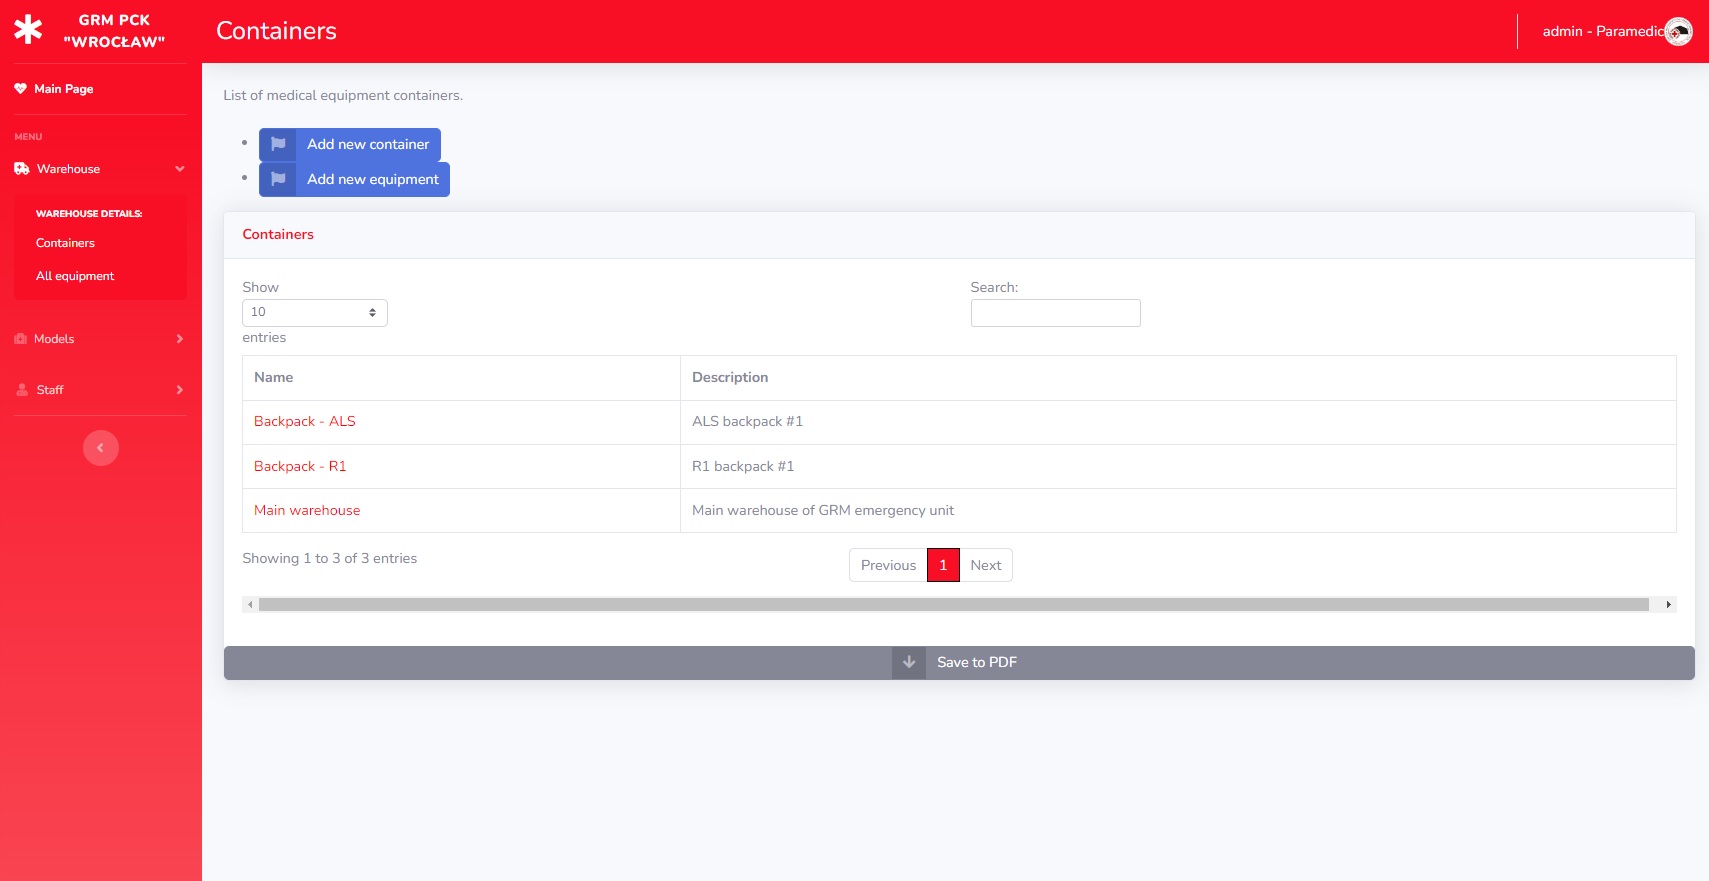 GRM PCK
"WROCŁAW"
Containers
admin - Paramedic
Main Page
MENU
Warehouse
WAREHOUSE DETAILS:
Containers
All equipment
Models
Staff
List of medical equipment containers.
Add new container
Add new equipment
Containers
Show
10
entries
Search:
Name Description
Backpack - ALS ALS backpack #1
Backpack - R1 R1 backpack #1
Main warehouse Main warehouse of GRM emergency unit
Showing 1 to 3 of 3 entries
Previous 1 Next
Save to PDF